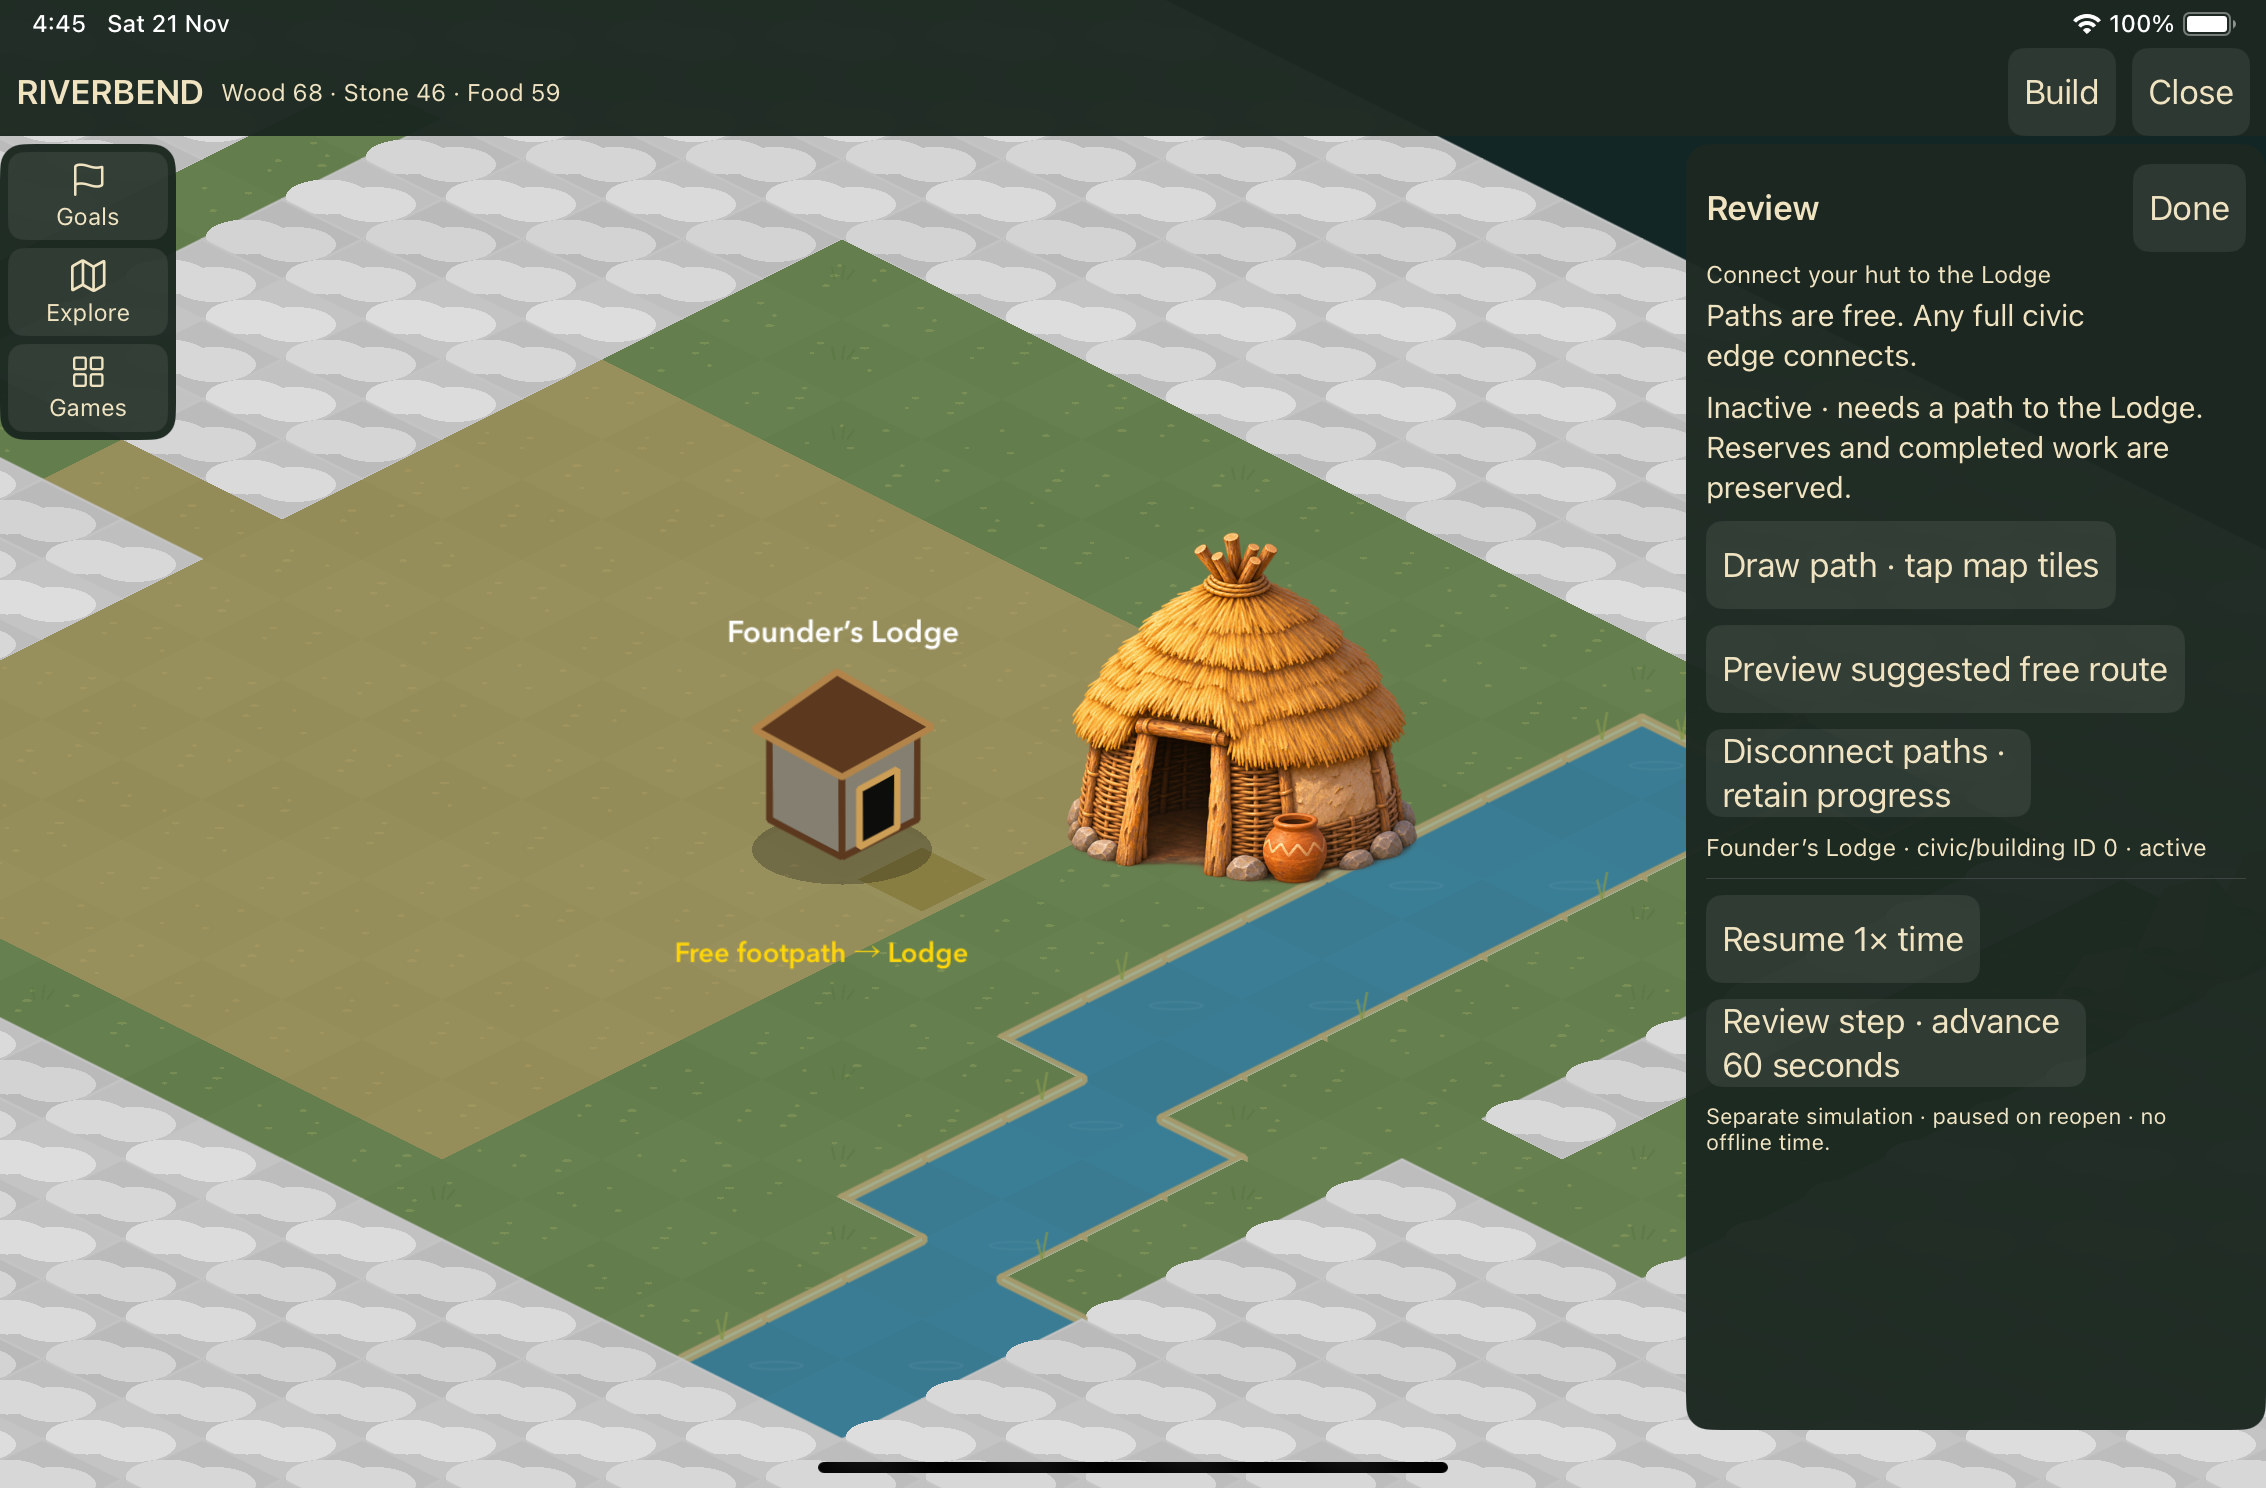 4:45 Sat 21 Nov
100%
RIVERBEND Wood 68 · Stone 46 · Food 59
Build
Close
Goals
Explore
Games
Founder’s Lodge
Free footpath → Lodge
Review
Done
Connect your hut to the Lodge
Paths are free. Any full civic
edge connects.
Inactive · needs a path to the Lodge.
Reserves and completed work are
preserved.
Draw path · tap map tiles
Preview suggested free route
Disconnect paths ·
retain progress
Founder’s Lodge · civic/building ID 0 · active
Resume 1× time
Review step · advance
60 seconds
Separate simulation · paused on reopen · no
offline time.